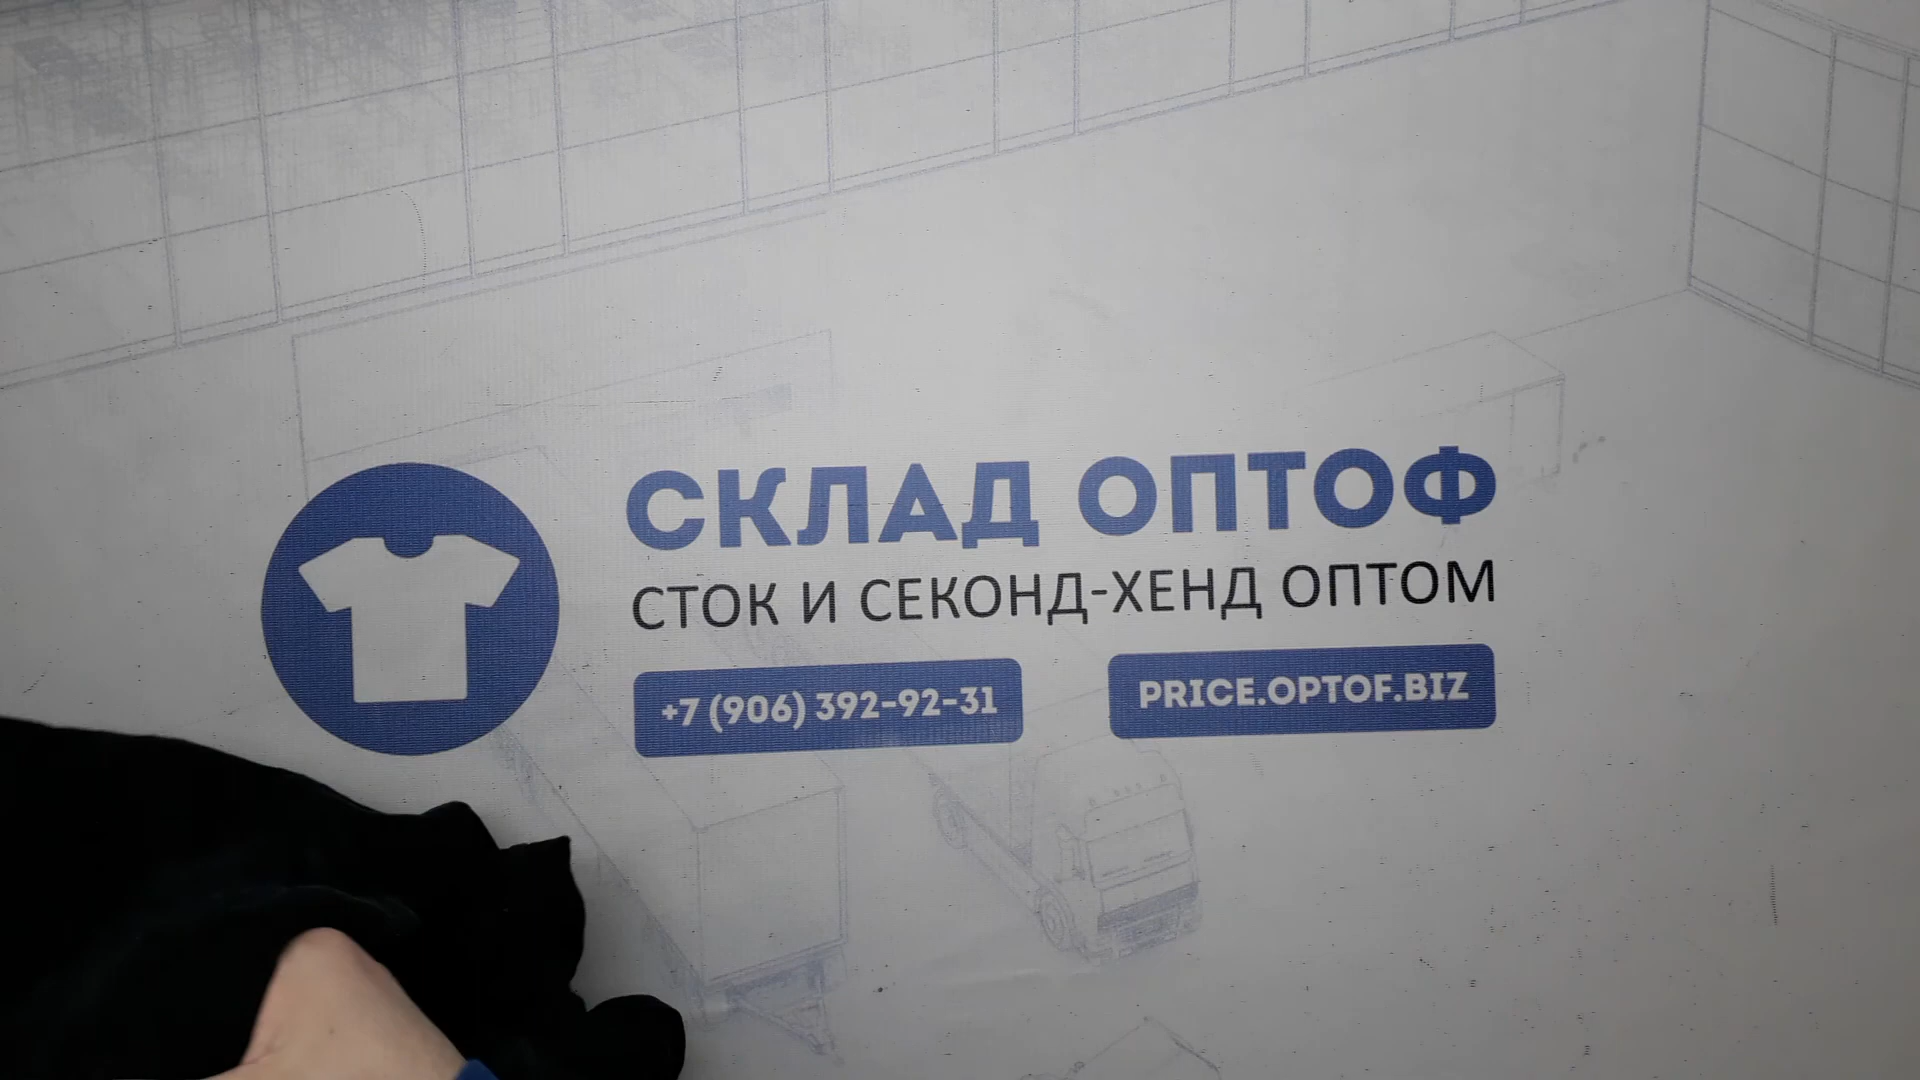 СКЛАД ОПТОФ
СТОК И СЕКОНД-ХЕНД ОПТОМ
+7 (906) 392-92-31
PRICE.OPTOF.BIZ